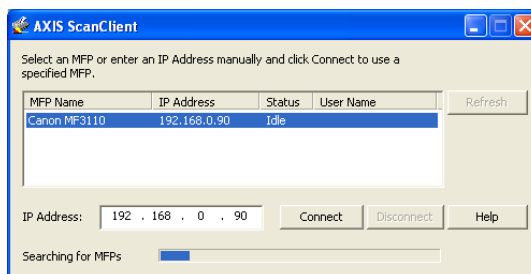 AXIS ScanClient
Select an MFP or enter an IP Address manually and click Connect to use a
specified MFP.
MFP Name IP Address Status User Name Refresh
Canon MF3110 192.168.0.90 Idle
IP Address: 192 . 168 . 0 . 90 Connect Disconnect Help
Searching for MFPs